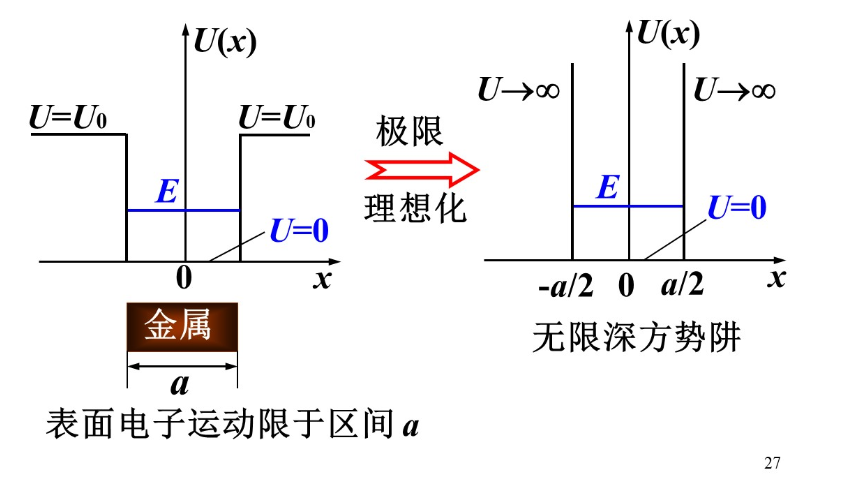 U(x)
U=U0
U=U0
E
U=0
0
x
金属
a
表面电子运动限于区间 a
极限
理想化
U(x)
U→∞
U→∞
E
U=0
-a/2
0
a/2
x
无限深方势阱
27